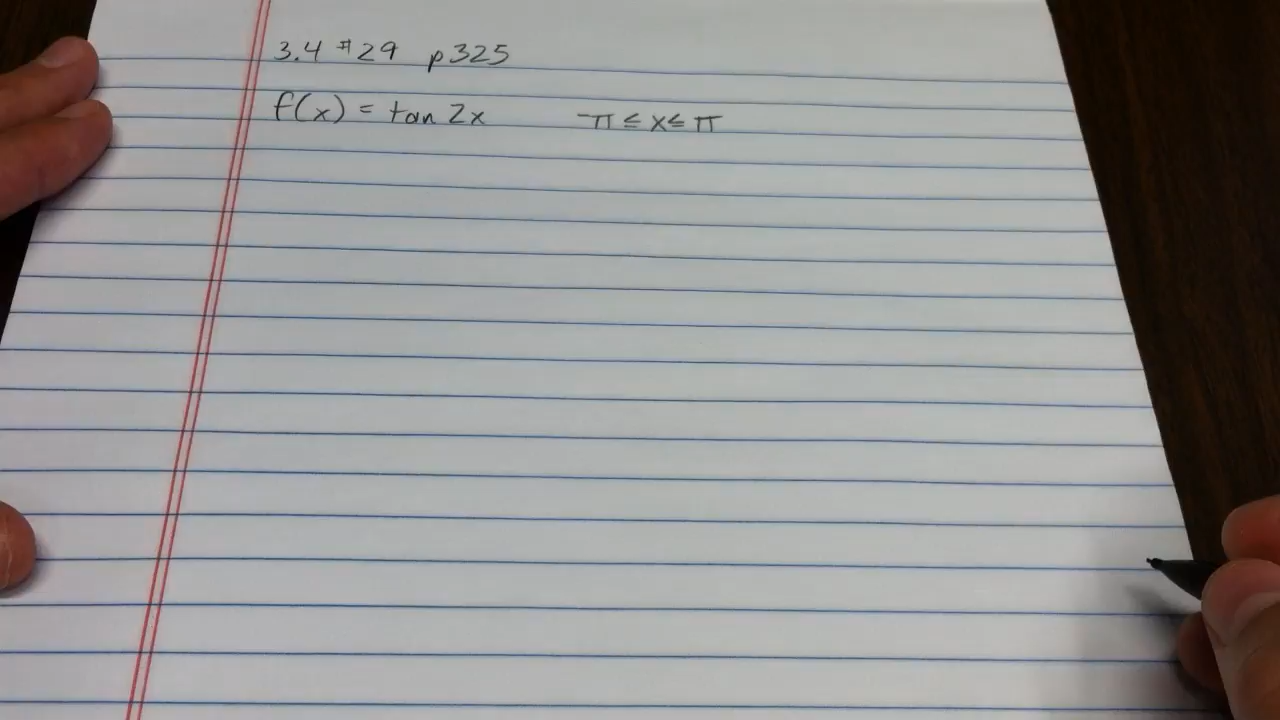 3.4 #29 p325
f(x) = tan 2x -π ≤ x ≤ π